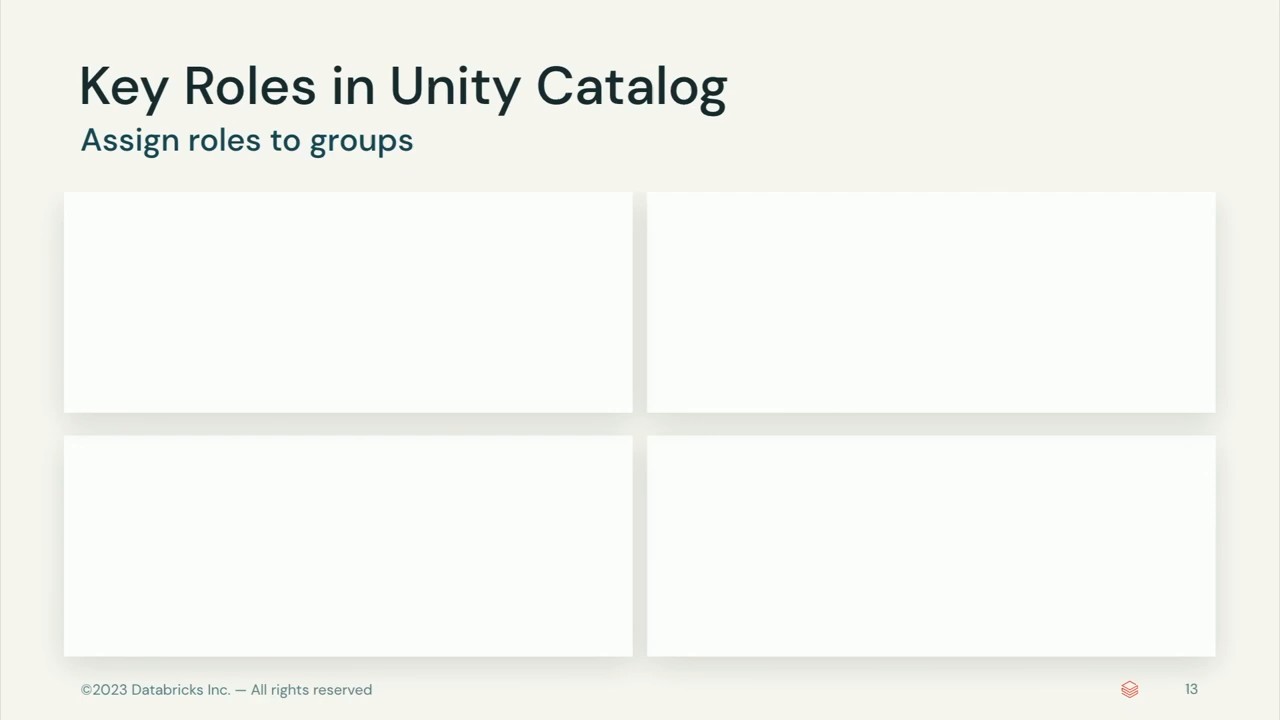 Key Roles in Unity Catalog
Assign roles to groups
©2023 Databricks Inc. — All rights reserved
13